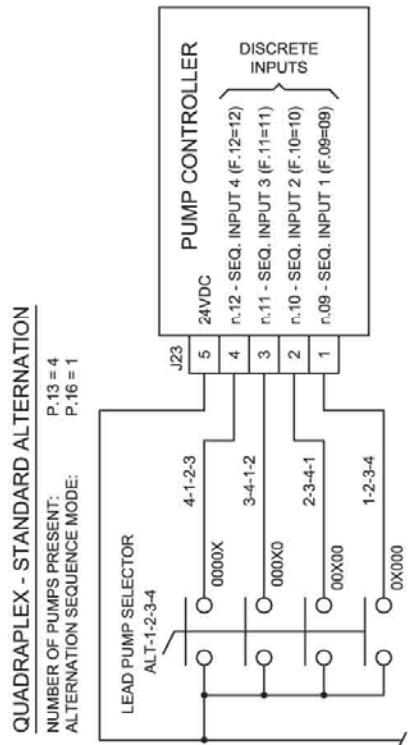 QUADRAPLEX - STANDARD ALTERNATION
NUMBER OF PUMPS PRESENT: P.13 = 4
ALTERNATION SEQUENCE MODE: P.16 = 1
LEAD PUMP SELECTOR
ALT-1-2-3-4
0000X
000X0
00X00
0X000
4-1-2-3
3-4-1-2
2-3-4-1
1-2-3-4
J23
5
4
3
2
1
PUMP CONTROLLER
24VDC
DISCRETE
INPUTS
n.12 - SEQ. INPUT 4 (F.12=12)
n.11 - SEQ. INPUT 3 (F.11=11)
n.10 - SEQ. INPUT 2 (F.10=10)
n.09 - SEQ. INPUT 1 (F.09=09)